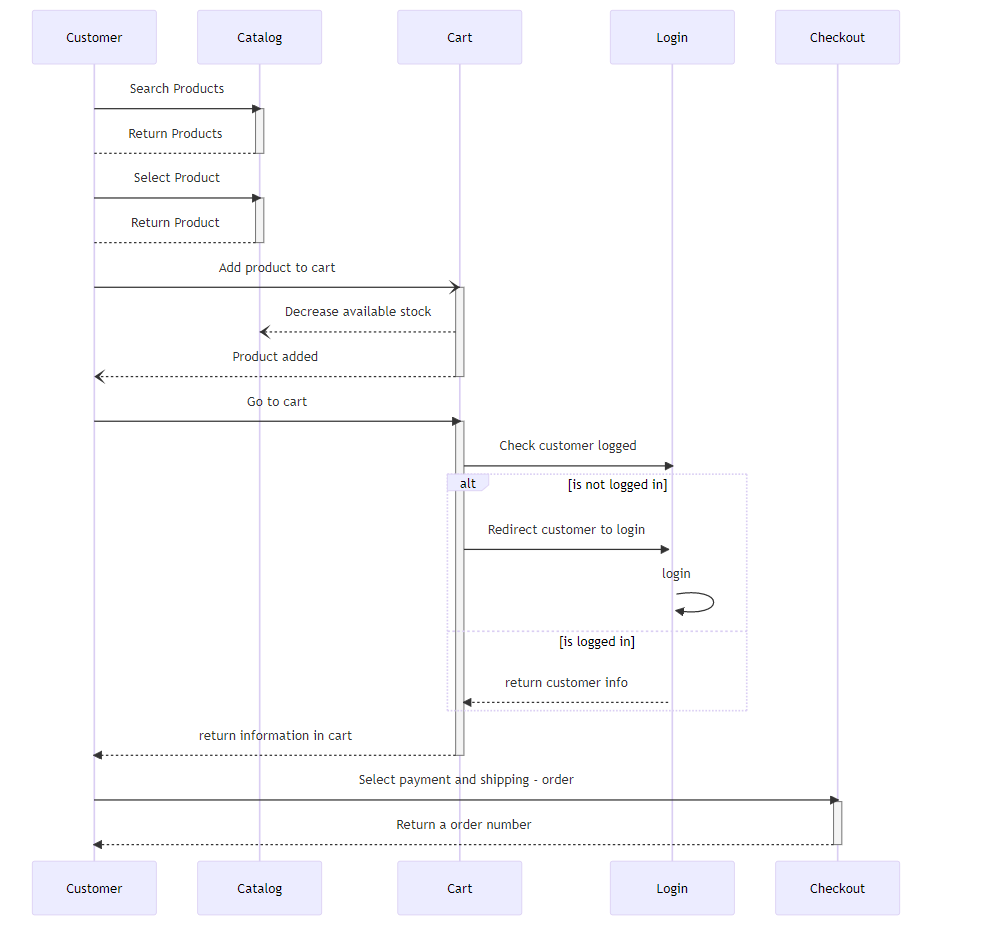 Customer
Catalog
Cart
Login
Checkout
Search Products
Return Products
Select Product
Return Product
Add product to cart
Decrease available stock
Product added
Go to cart
Check customer logged
alt
[is not logged in]
Redirect customer to login
login
[is logged in]
return customer info
return information in cart
Select payment and shipping - order
Return a order number
Customer
Catalog
Cart
Login
Checkout